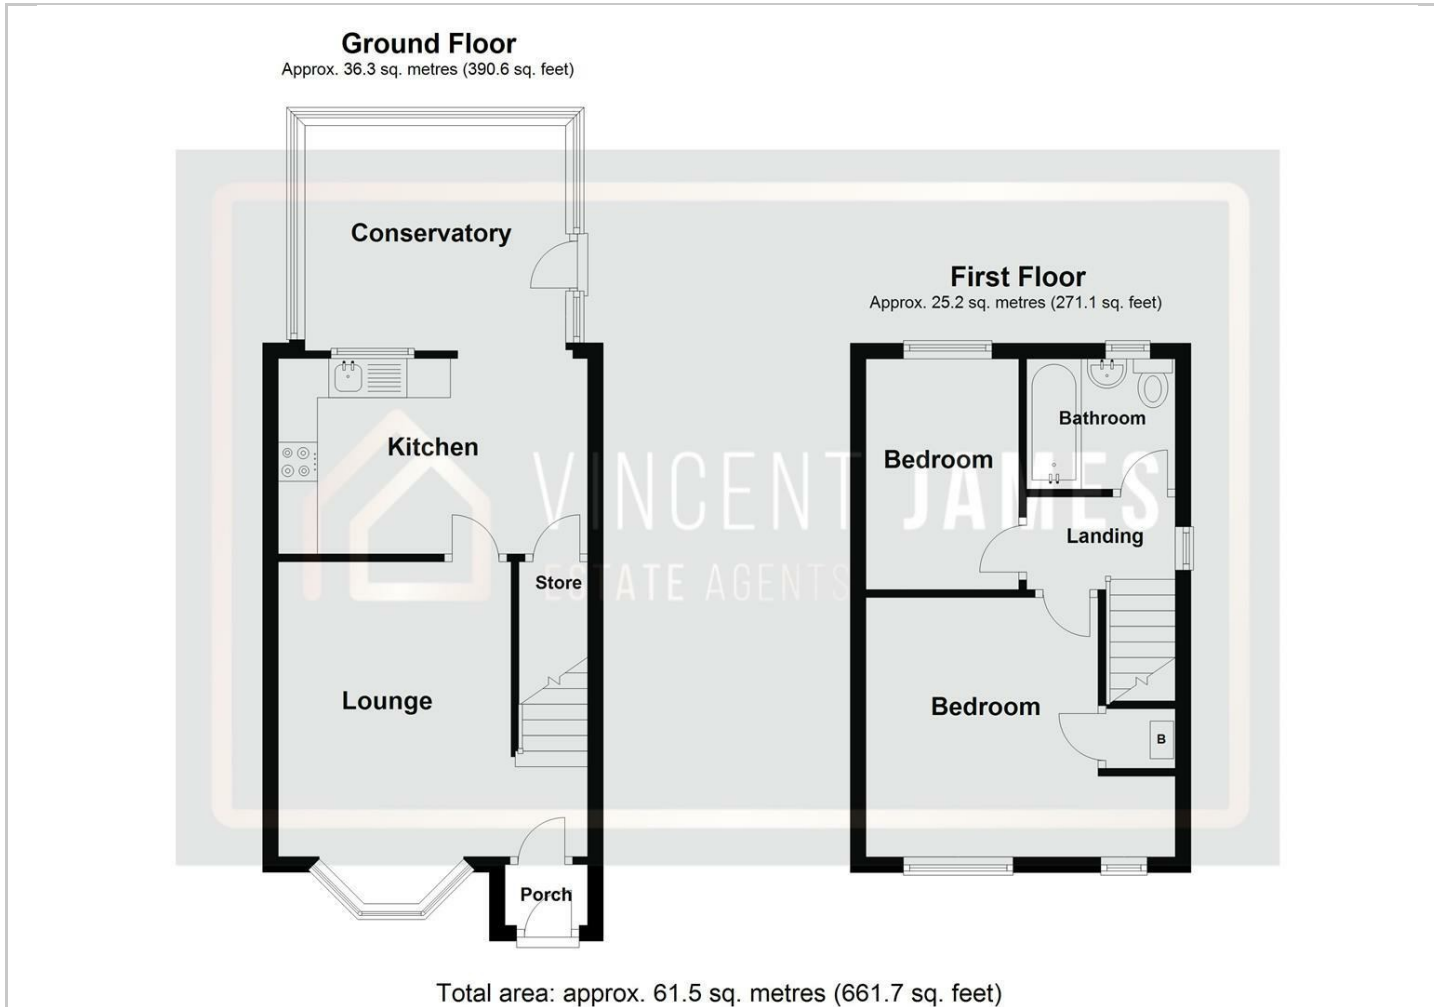 Ground Floor
Approx. 36.3 sq. metres (390.6 sq. feet)
Conservatory
Kitchen
Store
Lounge
Porch
First Floor
Approx. 25.2 sq. metres (271.1 sq. feet)
Bathroom
Bedroom
Landing
Bedroom
B
VINCENT JAMES
ESTATE AGENTS
Total area: approx. 61.5 sq. metres (661.7 sq. feet)